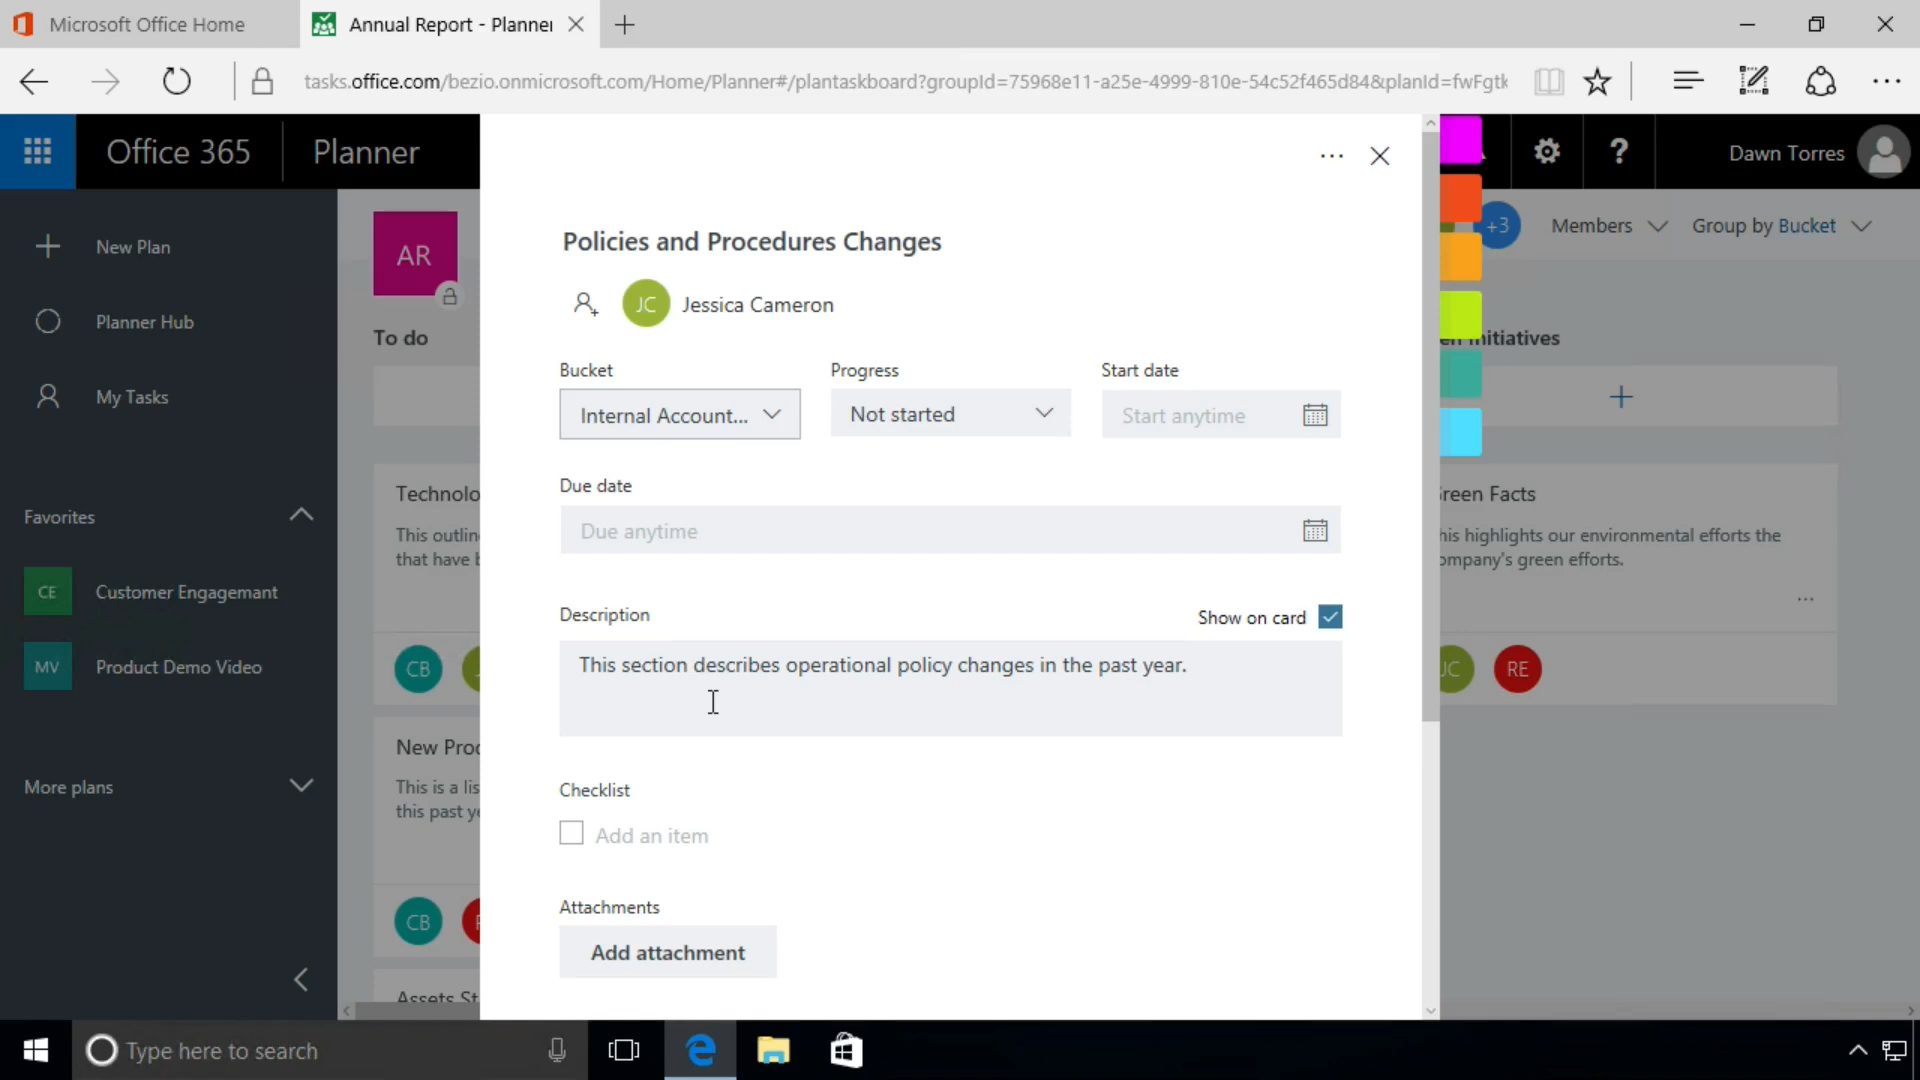 Microsoft Office Home
Annual Report - Planner
tasks.office.com/bezio.onmicrosoft.com/Home/Planner#/plantaskboard?groupId=75968e11-a25e-4999-810e-54c52f465d84&planId=fwFgtk
Office 365
Planner
?
Dawn Torres
New Plan
Planner Hub
My Tasks
Favorites
CE
Customer Engagemant
MV
Product Demo Video
More plans
AR
+3
Members
Group by Bucket
To do
Technolo
This outlin
that have b
CB
New Proc
This is a lis
this past ye
CB
Assets St
Policies and Procedures Changes
JC
Jessica Cameron
Bucket
Progress
Start date
Internal Account...
Not started
Start anytime
Due date
Due anytime
Description
Show on card
This section describes operational policy changes in the past year.
Checklist
Add an item
Attachments
Add attachment
Initiatives
reen Facts
his highlights our environmental efforts the
ompany's green efforts.
JC
RE
Type here to search